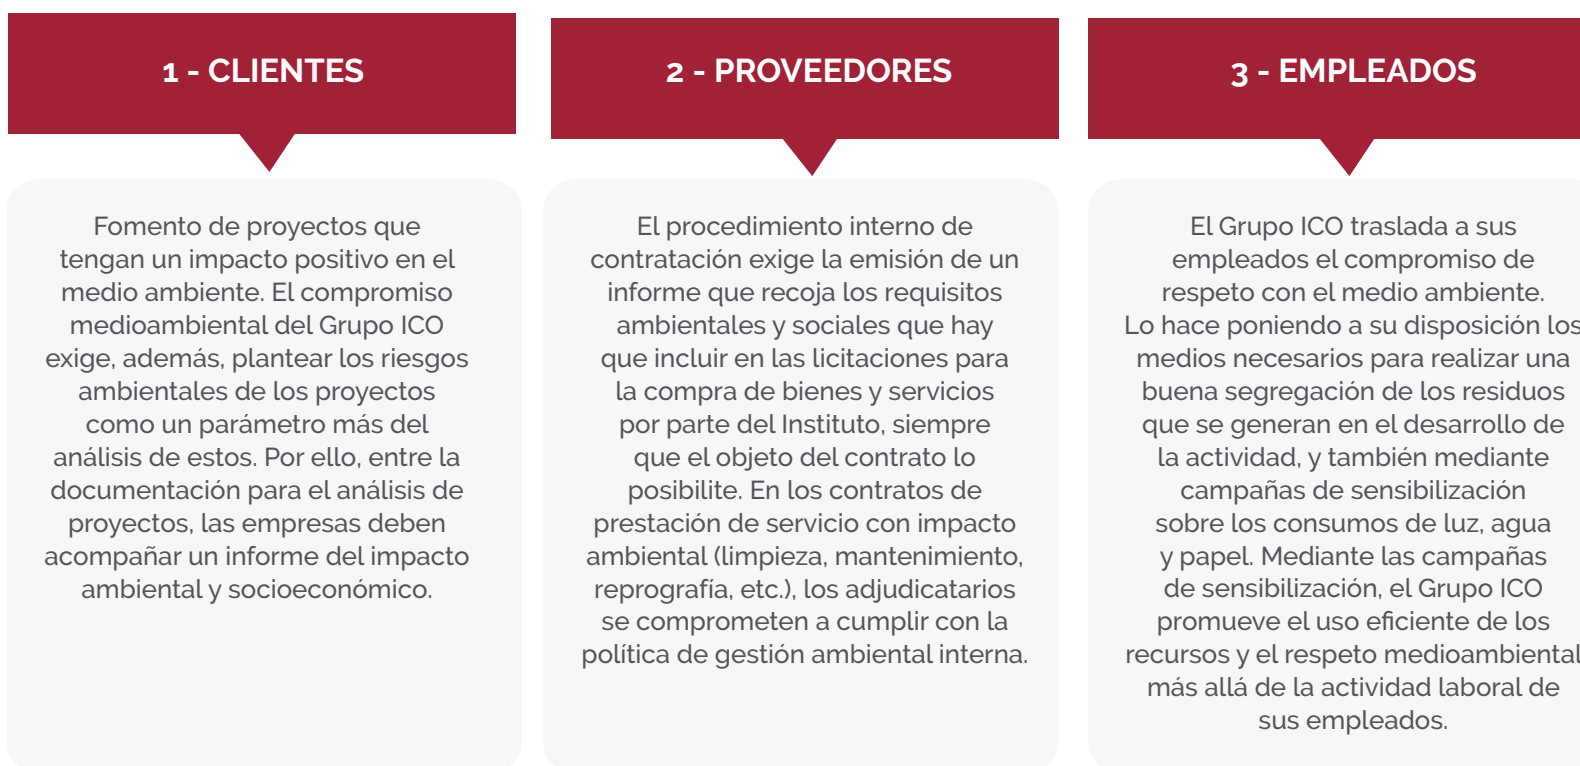 1 - CLIENTES
Fomento de proyectos que
tengan un impacto positivo en el
medio ambiente. El compromiso
medioambiental del Grupo ICO
exige, además, plantear los riesgos
ambientales de los proyectos
como un parámetro más del
análisis de estos. Por ello, entre la
documentación para el análisis de
proyectos, las empresas deben
acompañar un informe del impacto
ambiental y socioeconómico.
2 - PROVEEDORES
El procedimiento interno de
contratación exige la emisión de un
informe que recoja los requisitos
ambientales y sociales que hay
que incluir en las licitaciones para
la compra de bienes y servicios
por parte del Instituto, siempre
que el objeto del contrato lo
posibilite. En los contratos de
prestación de servicio con impacto
ambiental (limpieza, mantenimiento,
reprografía, etc.), los adjudicatarios
se comprometen a cumplir con la
política de gestión ambiental interna.
3 - EMPLEADOS
El Grupo ICO traslada a sus
empleados el compromiso de
respeto con el medio ambiente.
Lo hace poniendo a su disposición los
medios necesarios para realizar una
buena segregación de los residuos
que se generan en el desarrollo de
la actividad, y también mediante
campañas de sensibilización
sobre los consumos de luz, agua
y papel. Mediante las campañas
de sensibilización, el Grupo ICO
promueve el uso eficiente de los
recursos y el respeto medioambiental
más allá de la actividad laboral de
sus empleados.